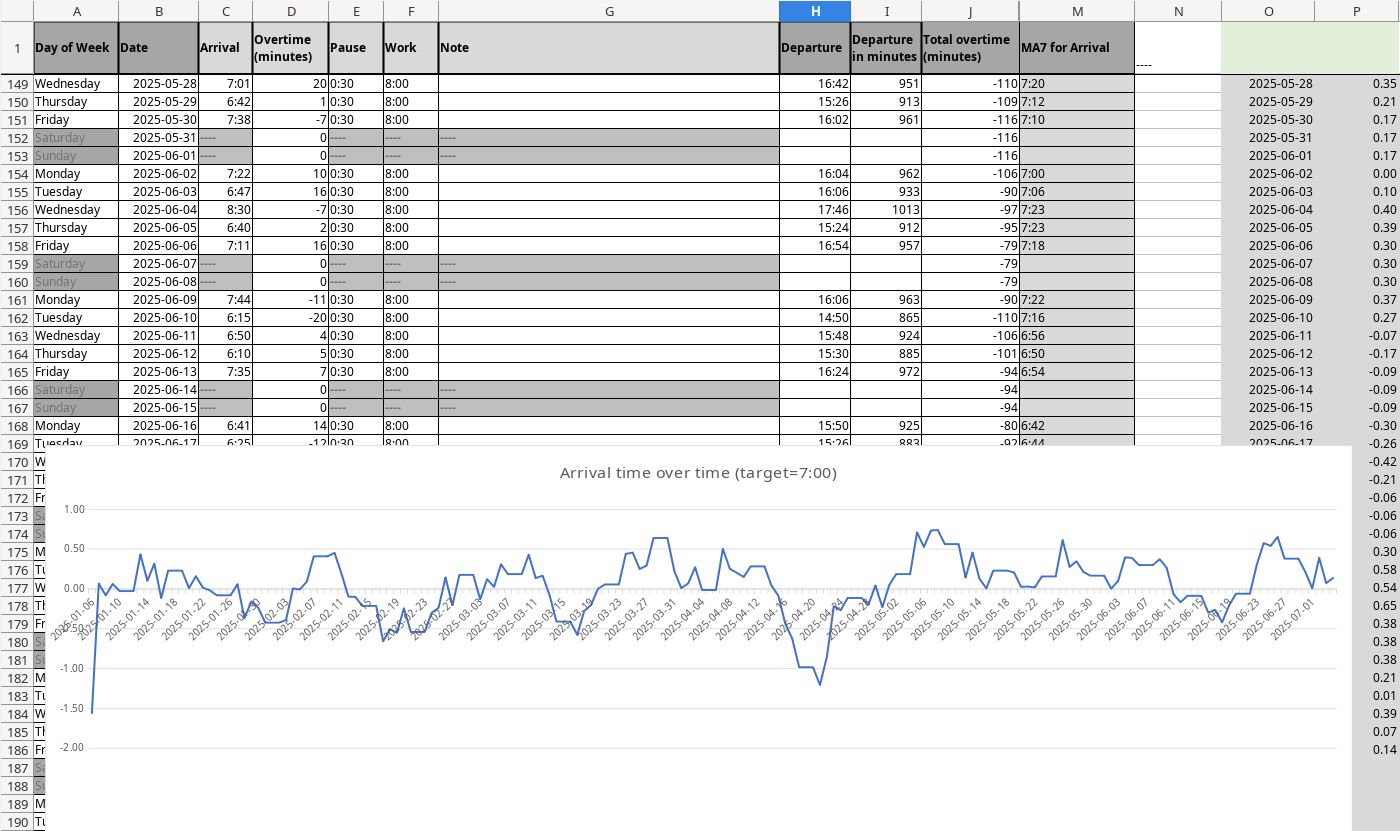 A B C D E F G H I J M N O P
1 Day of Week Date Arrival Overtime (minutes) Pause Work Note Departure Departure in minutes Total overtime (minutes) MA7 for Arrival ----
149 Wednesday 2025-05-28 7:01 20 0:30 8:00 16:42 951 -110 7:20 2025-05-28 0.35
150 Thursday 2025-05-29 6:42 1 0:30 8:00 15:26 913 -109 7:12 2025-05-29 0.21
151 Friday 2025-05-30 7:38 -7 0:30 8:00 16:02 961 -116 7:10 2025-05-30 0.17
152 Saturday 2025-05-31 ---- 0 ---- ---- ---- -116 2025-05-31 0.17
153 Sunday 2025-06-01 ---- 0 ---- ---- ---- -116 2025-06-01 0.17
154 Monday 2025-06-02 7:22 10 0:30 8:00 16:04 962 -106 7:00 2025-06-02 0.00
155 Tuesday 2025-06-03 6:47 16 0:30 8:00 16:06 933 -90 7:06 2025-06-03 0.10
156 Wednesday 2025-06-04 8:30 -7 0:30 8:00 17:46 1013 -97 7:23 2025-06-04 0.40
157 Thursday 2025-06-05 6:40 2 0:30 8:00 15:24 912 -95 7:23 2025-06-05 0.39
158 Friday 2025-06-06 7:11 16 0:30 8:00 16:54 957 -79 7:18 2025-06-06 0.30
159 Saturday 2025-06-07 ---- 0 ---- ---- ---- -79 2025-06-07 0.30
160 Sunday 2025-06-08 ---- 0 ---- ---- ---- -79 2025-06-08 0.30
161 Monday 2025-06-09 7:44 -11 0:30 8:00 16:06 963 -90 7:22 2025-06-09 0.37
162 Tuesday 2025-06-10 6:15 -20 0:30 8:00 14:50 865 -110 7:16 2025-06-10 0.27
163 Wednesday 2025-06-11 6:50 4 0:30 8:00 15:48 924 -106 6:56 2025-06-11 -0.07
164 Thursday 2025-06-12 6:10 5 0:30 8:00 15:30 885 -101 6:50 2025-06-12 -0.17
165 Friday 2025-06-13 7:35 7 0:30 8:00 16:24 972 -94 6:54 2025-06-13 -0.09
166 Saturday 2025-06-14 ---- 0 ---- ---- ---- -94 2025-06-14 -0.09
167 Sunday 2025-06-15 ---- 0 ---- ---- ---- -94 2025-06-15 -0.09
168 Monday 2025-06-16 6:41 14 0:30 8:00 15:50 925 -80 6:42 2025-06-16 -0.30
169 Tuesday 2025-06-17 6:25 -12 0:30 8:00 15:26 883 -92 6:44 2025-06-17 -0.26
170 W -0.42
171 Th -0.21
172 Fr -0.06
173 Sa -0.06
174 Su -0.06
175 M 0.30
176 Tu 0.58
177 W 0.54
178 Th 0.65
179 Fr 0.38
180 Sa 0.38
181 Su 0.38
182 M 0.21
183 Tu 0.01
184 W 0.39
185 Th 0.07
186 Fr 0.14
187 Sa
188 Su
189 M
190 Tu
Arrival time over time (target=7:00)
1.00
0.50
0.00
-0.50
-1.00
-1.50
-2.00
2025-01-06 2025-01-10 2025-01-14 2025-01-18 2025-01-22 2025-01-26 2025-01-30 2025-02-03 2025-02-07 2025-02-11 2025-02-15 2025-02-19 2025-02-23 2025-03-03 2025-03-07 2025-03-11 2025-03-15 2025-03-19 2025-03-23 2025-03-27 2025-03-31 2025-04-04 2025-04-08 2025-04-12 2025-04-16 2025-04-20 2025-04-24 2025-04-28 2025-05-02 2025-05-06 2025-05-10 2025-05-14 2025-05-18 2025-05-22 2025-05-26 2025-05-30 2025-06-03 2025-06-07 2025-06-11 2025-06-15 2025-06-19 2025-06-23 2025-06-27 2025-07-01